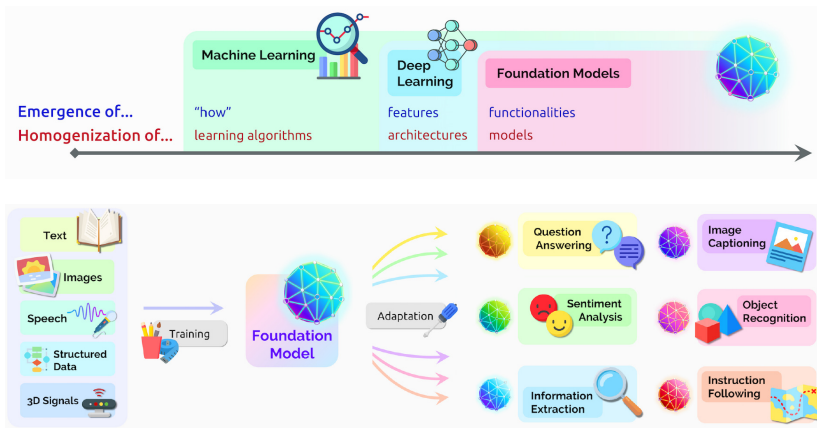 Machine Learning
Deep
Learning
Foundation Models
Emergence of...
“how”
features
functionalities
Homogenization of...
learning algorithms
architectures
models
Text
Images
Speech
Structured
Data
3D Signals
Training
Foundation
Model
Adaptation
Question
Answering
?
Image
Captioning
Sentiment
Analysis
Object
Recognition
Information
Extraction
Instruction
Following